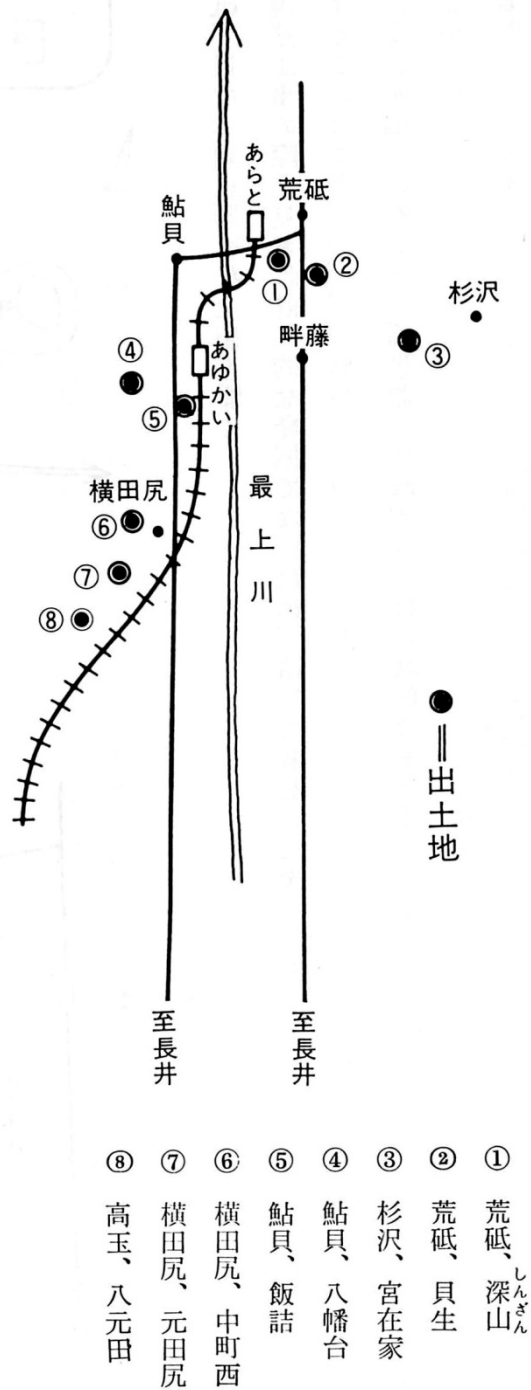 あらと
荒砥
鮎貝
①
②
杉沢
③
畔藤
④
あゆかい
⑤
横田尻
⑥
最上川
⑦
⑧
＝出土地
至長井
至長井
① 荒砥、深山
しんざん
② 荒砥、貝生
③ 杉沢、宮在家
④ 鮎貝、八幡台
⑤ 鮎貝、飯詰
⑥ 横田尻、中町西
⑦ 横田尻、元田尻
⑧ 高玉、八元田